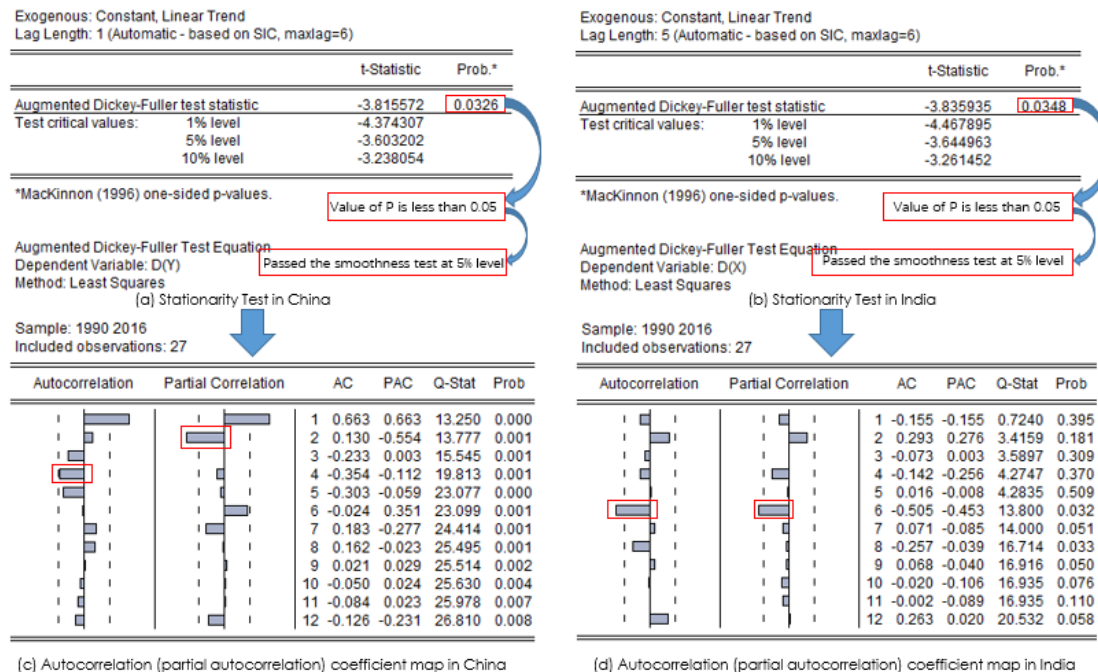 Exogenous: Constant, Linear Trend
Lag Length: 1 (Automatic - based on SIC, maxlag=6)
t-Statistic Prob.*
Augmented Dickey-Fuller test statistic -3.815572 0.0326
Test critical values: 1% level -4.374307
5% level -3.603202
10% level -3.238054
*MacKinnon (1996) one-sided p-values.
Value of P is less than 0.05
Augmented Dickey-Fuller Test Equation
Dependent Variable: D(Y)
Passed the smoothness test at 5% level
Method: Least Squares
(a) Stationarity Test in China
Exogenous: Constant, Linear Trend
Lag Length: 5 (Automatic - based on SIC, maxlag=6)
t-Statistic Prob.*
Augmented Dickey-Fuller test statistic -3.835935 0.0348
Test critical values: 1% level -4.467895
5% level -3.644963
10% level -3.261452
*MacKinnon (1996) one-sided p-values.
Value of P is less than 0.05
Augmented Dickey-Fuller Test Equation
Dependent Variable: D(X)
Passed the smoothness test at 5% level
Method: Least Squares
(b) Stationarity Test in India
Sample: 1990 2016
Included observations: 27
Autocorrelation Partial Correlation AC PAC Q-Stat Prob
1 0.663 0.663 13.250 0.000
2 0.130 -0.554 13.777 0.001
3 -0.233 0.003 15.545 0.001
4 -0.354 -0.112 19.813 0.001
5 -0.303 -0.059 23.077 0.000
6 -0.024 0.351 23.099 0.001
7 0.183 -0.277 24.414 0.001
8 0.162 -0.023 25.495 0.001
9 0.021 0.029 25.514 0.002
10 -0.050 0.024 25.630 0.004
11 -0.084 0.023 25.978 0.007
12 -0.126 -0.231 26.810 0.008
(c) Autocorrelation (partial autocorrelation) coefficient map in China
Sample: 1990 2016
Included observations: 27
Autocorrelation Partial Correlation AC PAC Q-Stat Prob
1 -0.155 -0.155 0.7240 0.395
2 0.293 0.276 3.4159 0.181
3 -0.073 0.003 3.5897 0.309
4 -0.142 -0.256 4.2747 0.370
5 0.016 -0.008 4.2835 0.509
6 -0.505 -0.453 13.800 0.032
7 0.071 -0.085 14.000 0.051
8 -0.257 -0.039 16.714 0.033
9 0.068 -0.040 16.916 0.050
10 -0.020 -0.106 16.935 0.076
11 -0.002 -0.089 16.935 0.110
12 0.263 0.020 20.532 0.058
(d) Autocorrelation (partial autocorrelation) coefficient map in India